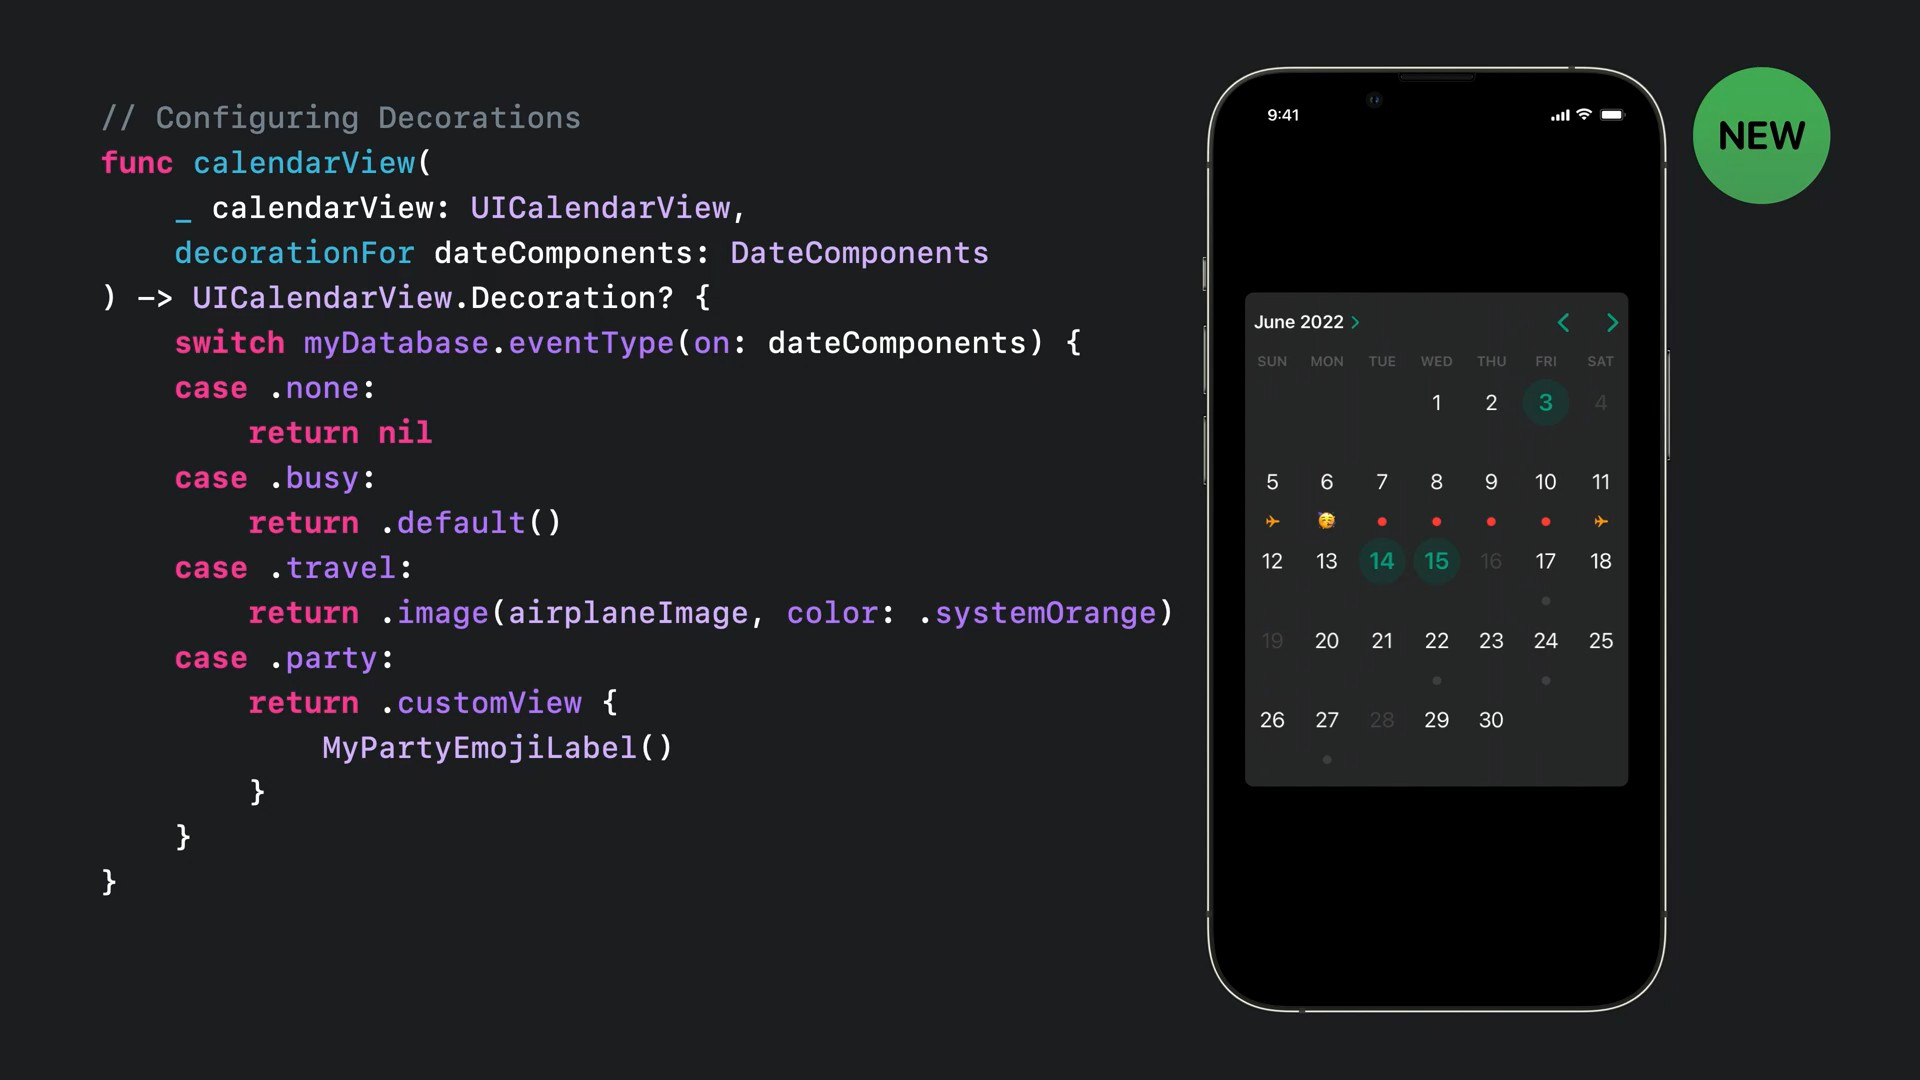 // Configuring Decorations
func calendarView(
    _ calendarView: UICalendarView,
    decorationFor dateComponents: DateComponents
) -> UICalendarView.Decoration? {
    switch myDatabase.eventType(on: dateComponents) {
    case .none:
        return nil
    case .busy:
        return .default()
    case .travel:
        return .image(airplaneImage, color: .systemOrange)
    case .party:
        return .customView {
            MyPartyEmojiLabel()
        }
    }
}
9:41
June 2022 >
SUN MON TUE WED THU FRI SAT
1 2 3 4
5 6 7 8 9 10 11
12 13 14 15 16 17 18
19 20 21 22 23 24 25
26 27 28 29 30
NEW